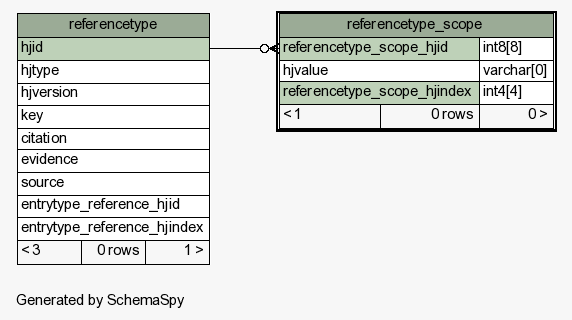 referencetype
hjid
hjtype
hjversion
key
citation
evidence
source
entrytype_reference_hjid
entrytype_reference_hjindex
< 3 0 rows 1 >
referencetype_scope
referencetype_scope_hjid int8[8]
hjvalue varchar[0]
referencetype_scope_hjindex int4[4]
< 1 0 rows 0 >
Generated by SchemaSpy